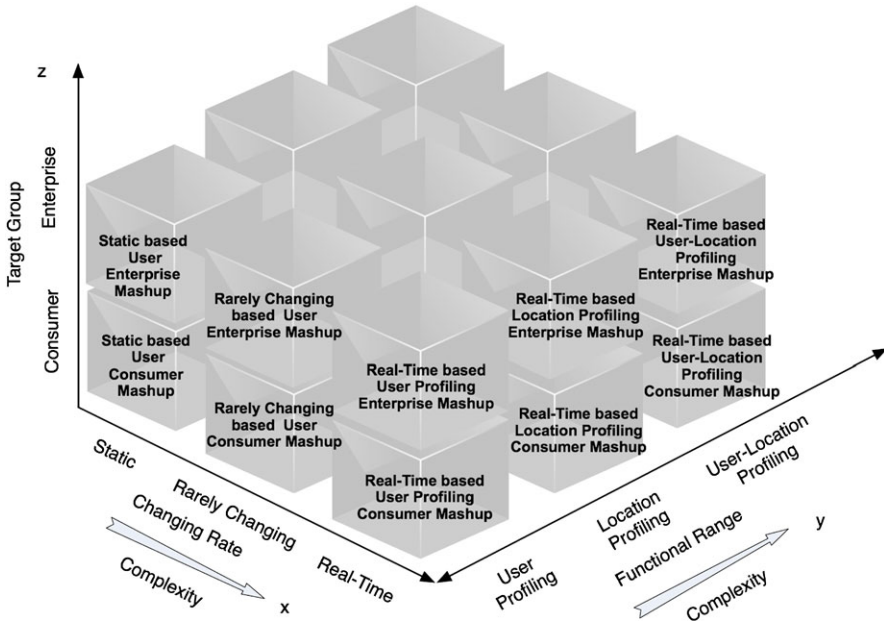 z
Target Group
Enterprise
Consumer
Static based
User
Enterprise
Mashup
Static based
User
Consumer
Mashup
Rarely Changing
based User
Enterprise Mashup
Rarely Changing
based User
Consumer Mashup
Real-Time based
User Profiling
Enterprise Mashup
Real-Time based
User Profiling
Consumer Mashup
Real-Time based
Location Profiling
Enterprise Mashup
Real-Time based
Location Profiling
Consumer Mashup
Real-Time based
User-Location
Profiling
Enterprise Mashup
Real-Time based
User-Location
Profiling
Consumer Mashup
Static
Rarely Changing
Real-Time
Changing Rate
Complexity
x
User
Profiling
Location
Profiling
User-Location
Profiling
Functional Range
Complexity
y